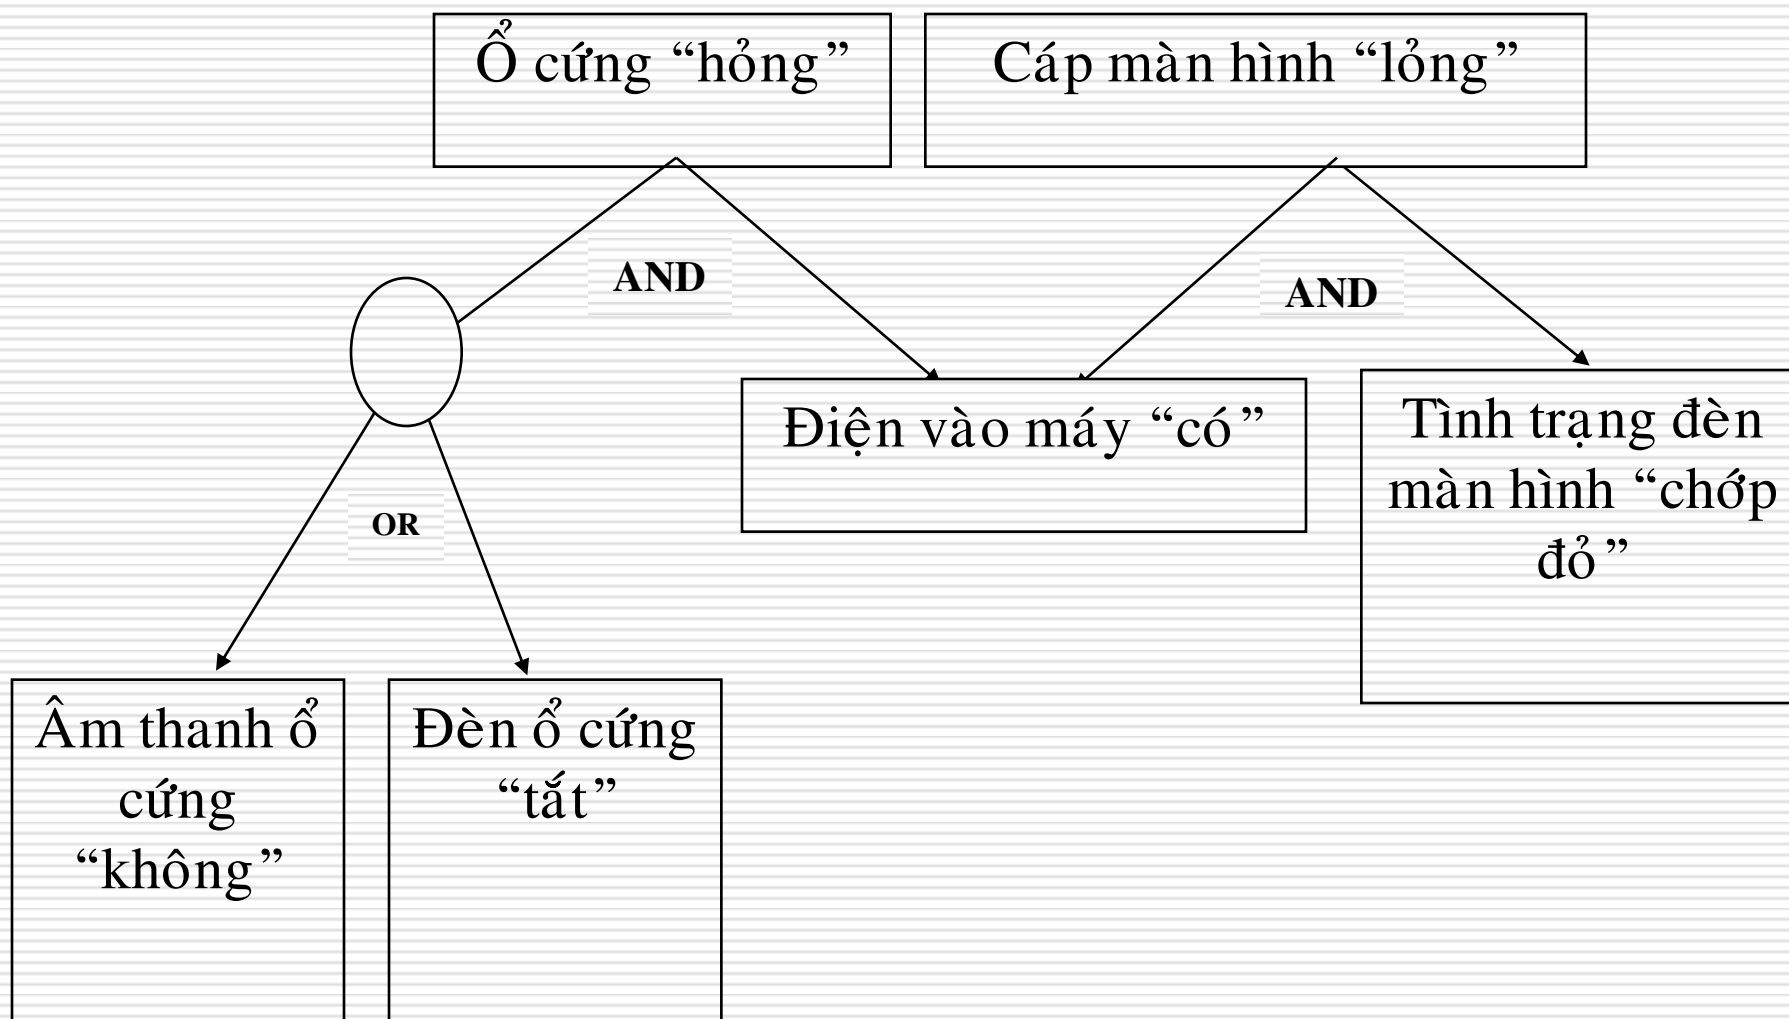 Ổ cứng “hỏng”
Cáp màn hình “lỏng”
AND
AND
Điện vào máy “có”
Tình trạng đèn
màn hình “chớp
đỏ”
OR
Âm thanh ổ
cứng
“không”
Đèn ổ cứng
“tắt”